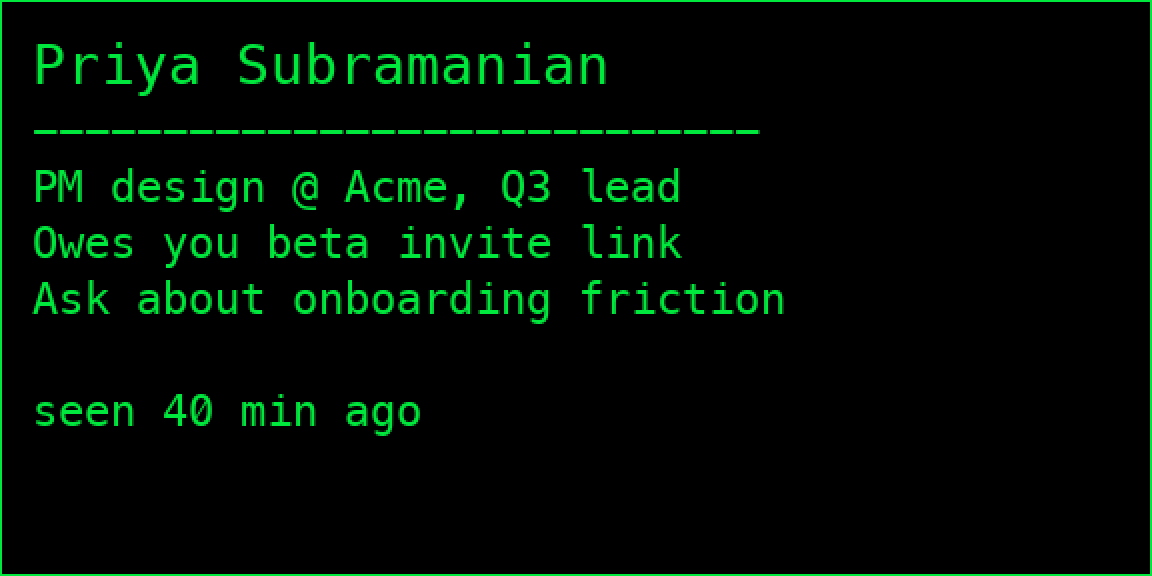 Priya Subramanian
----------------------------
PM design @ Acme, Q3 lead
Owes you beta invite link
Ask about onboarding friction
seen 40 min ago